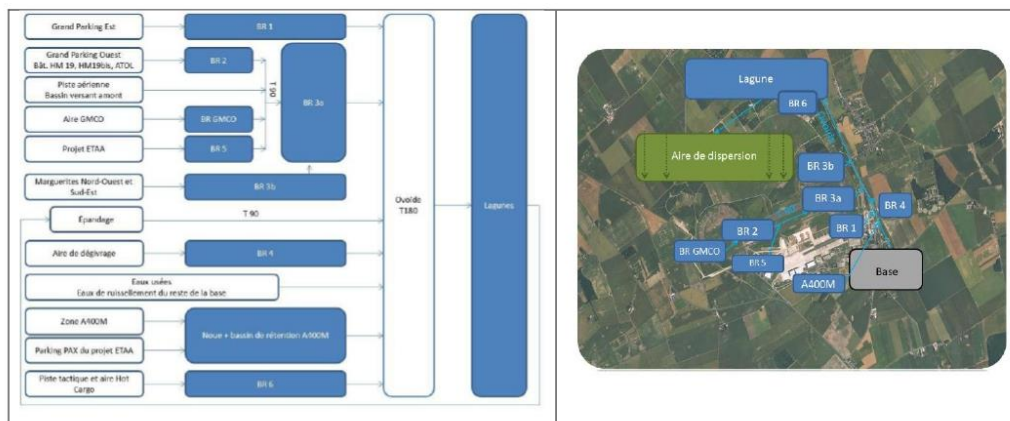 Grand Parking Est
BR 1
Grand Parking Ouest
Bât. HM 19, HM19bis, ATOL
BR 2
Piste aérienne
Bassin versant amont
T 90
BR 3a
Aire GMCO
BR GMCO
Projet ETAA
BR 5
Marguerites Nord-Ouest et
Sud-Est
BR 3b
Epandage
T 90
Ovoïde
T180
Lagunes
Aire de dégivrage
BR 4
Eaux usées
Eaux de ruissellement du reste de la base
Zone A400M
Noue + bassin de rétention A400M
Parking PAX du projet ETAA
Piste tactique et aire Hot
Cargo
BR 6
Lagune
BR 6
Aire de dispersion
BR 3b
BR 3a
BR 4
BR 2
BR 1
BR GMCO
BR 5
Base
A400M